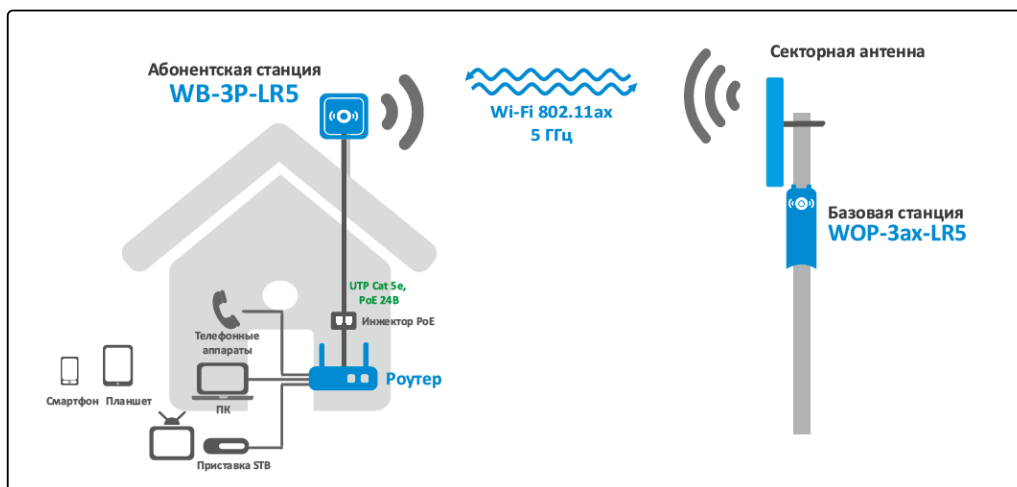 Абонентская станция
WB-3P-LR5
Wi-Fi 802.11ax
5 ГГц
Секторная антенна
Базовая станция
WOP-3ax-LR5
UTP Cat 5e,
PoE 24В
Инжектор PoE
Телефонные
аппараты
Роутер
Смартфон
Планшет
ПК
Приставка STB